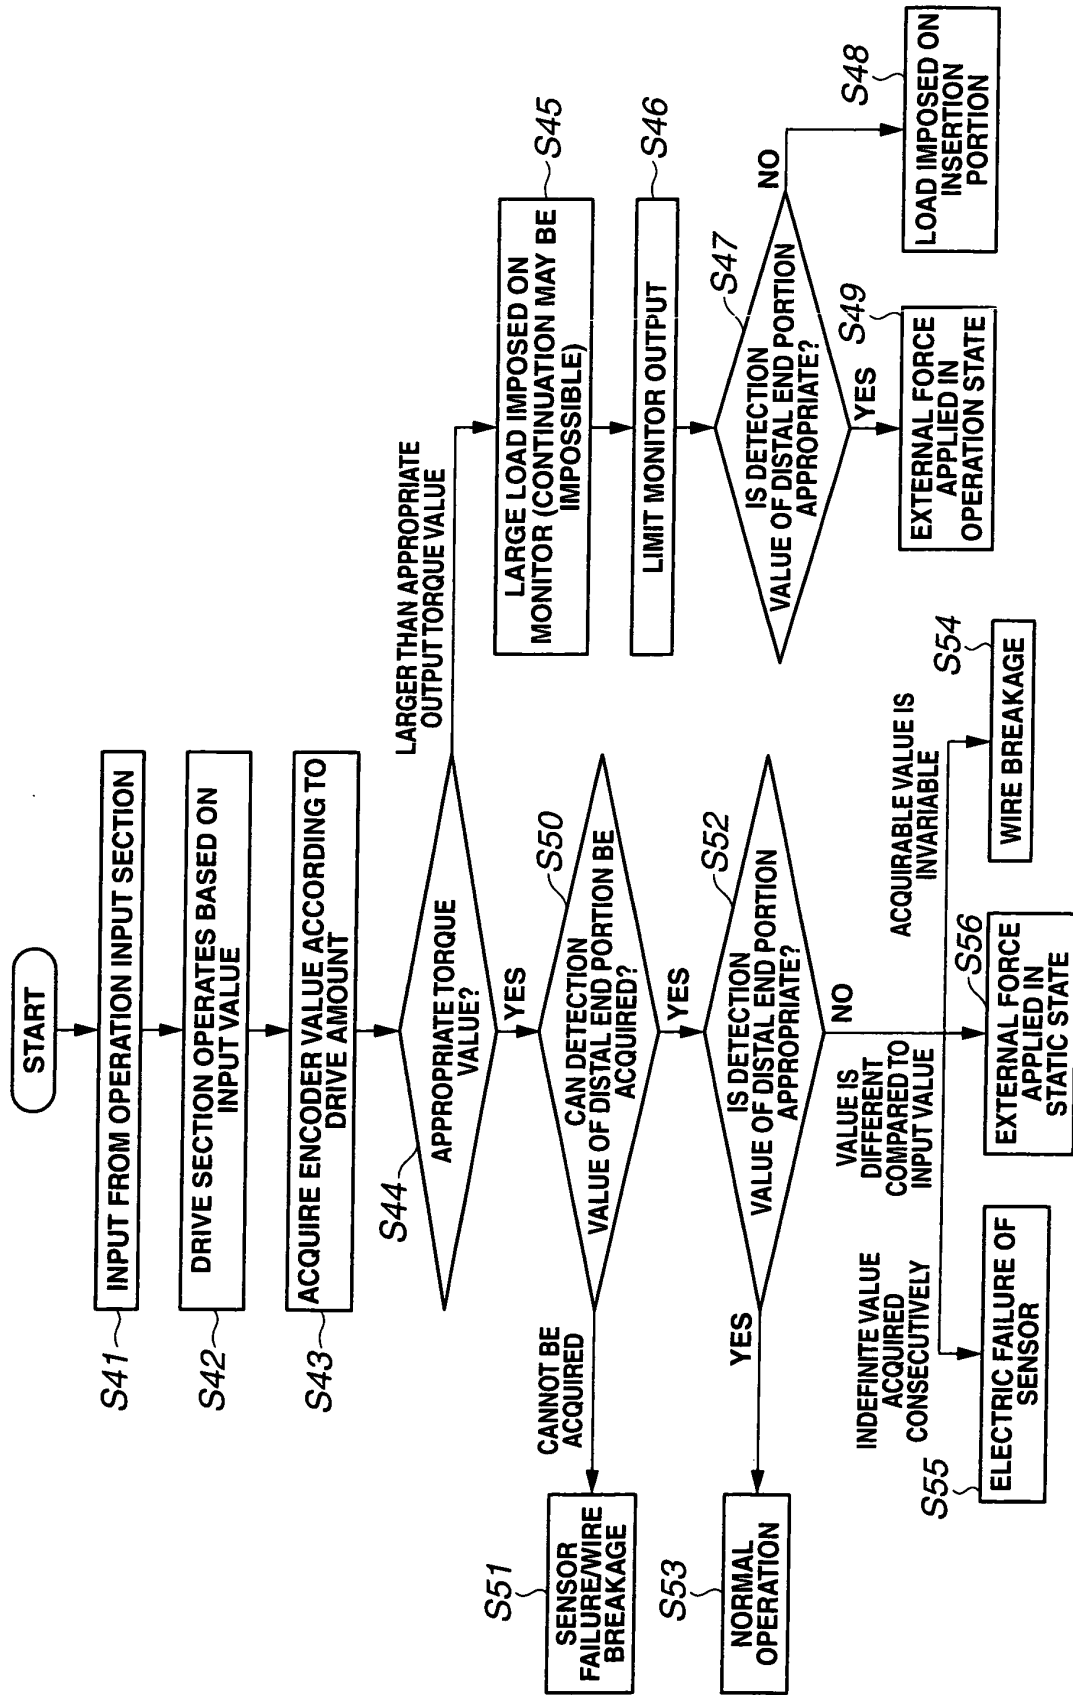 START
S41
INPUT FROM OPERATION INPUT SECTION
S42
DRIVE SECTION OPERATES BASED ON
INPUT VALUE
S43
ACQUIRE ENCODER VALUE ACCORDING TO
DRIVE AMOUNT
S44
APPROPRIATE TORQUE
VALUE?
LARGER THAN APPROPRIATE
OUTPUT TORQUE VALUE
YES
S45
LARGE LOAD IMPOSED ON
MONITOR (CONTINUATION MAY BE
IMPOSSIBLE)
S46
LIMIT MONITOR OUTPUT
S47
IS DETECTION
VALUE OF DISTAL END PORTION
APPROPRIATE?
NO
YES
S48
LOAD IMPOSED ON
INSERTION
PORTION
S49
EXTERNAL FORCE
APPLIED IN
OPERATION STATE
S50
CAN DETECTION
VALUE OF DISTAL END PORTION BE
ACQUIRED?
CANNOT BE
ACQUIRED
YES
S51
SENSOR
FAILURE/WIRE
BREAKAGE
S52
IS DETECTION
VALUE OF DISTAL END PORTION
APPROPRIATE?
YES
NO
S53
NORMAL
OPERATION
INDEFINITE VALUE
ACQUIRED
CONSECUTIVELY
VALUE IS
DIFFERENT
COMPARED TO
INPUT VALUE
ACQUIRABLE VALUE IS
INVARIABLE
S55
ELECTRIC FAILURE OF
SENSOR
S56
EXTERNAL FORCE
APPLIED IN
STATIC STATE
S54
WIRE BREAKAGE